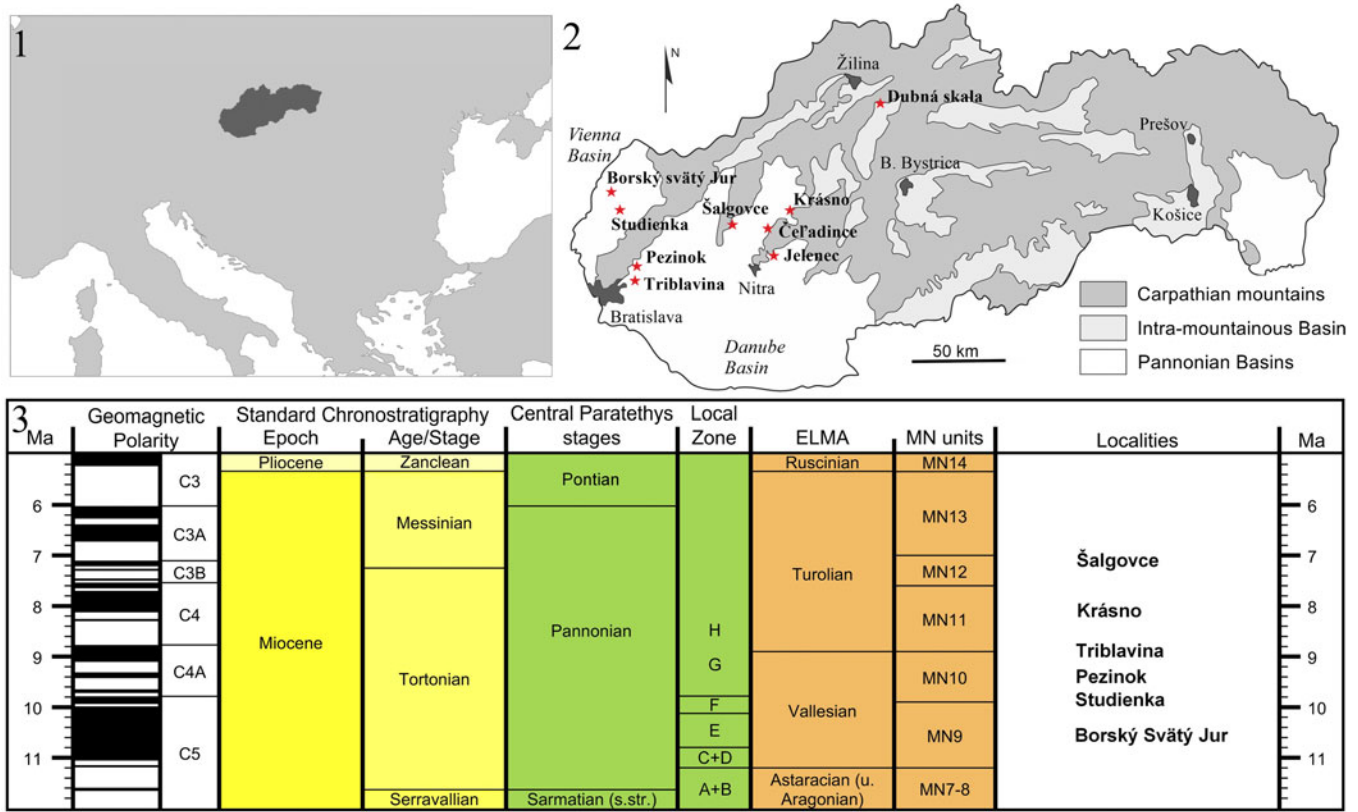 1
2
N
Žilina
Dubná skala
Vienna
Basin
Prešov
B. Bystrica
Borský svätý Jur
Krásno
Šalgovce
Studienka
Košice
Čeľadince
Pezinok
Jelenec
Triblavina
Nitra
Bratislava
Carpathian mountains
Intra-mountainous Basin
Danube
Basin
50 km
Pannonian Basins
3
Ma
Geomagnetic
Polarity
Standard Chronostratigraphy
Epoch
Age/Stage
Central Paratethys
stages
Local
Zone
ELMA
MN units
Localities
Ma
Pliocene
Zanclean
Ruscinian
MN14
C3
Pontian
6
6
MN13
Messinian
C3A
7
7
Šalgovce
C3B
MN12
Turolian
8
8
C4
Krásno
MN11
Miocene
Pannonian
H
Triblavina
9
9
G
C4A
Tortonian
MN10
Pezinok
Studienka
10
10
F
Vallesian
E
MN9
Borský Svätý Jur
C5
11
11
C+D
A+B
Astaracian (u.
Aragonian)
MN7-8
Serravallian
Sarmatian (s.str.)